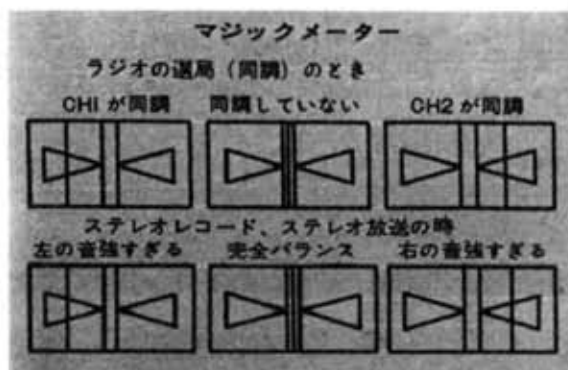 マジックメーター
ラジオの選局（同調）のとき
CH1が同調 同調していない CH2が同調
ステレオレコード、ステレオ放送の時
左の音強すぎる 完全バランス 右の音強すぎる